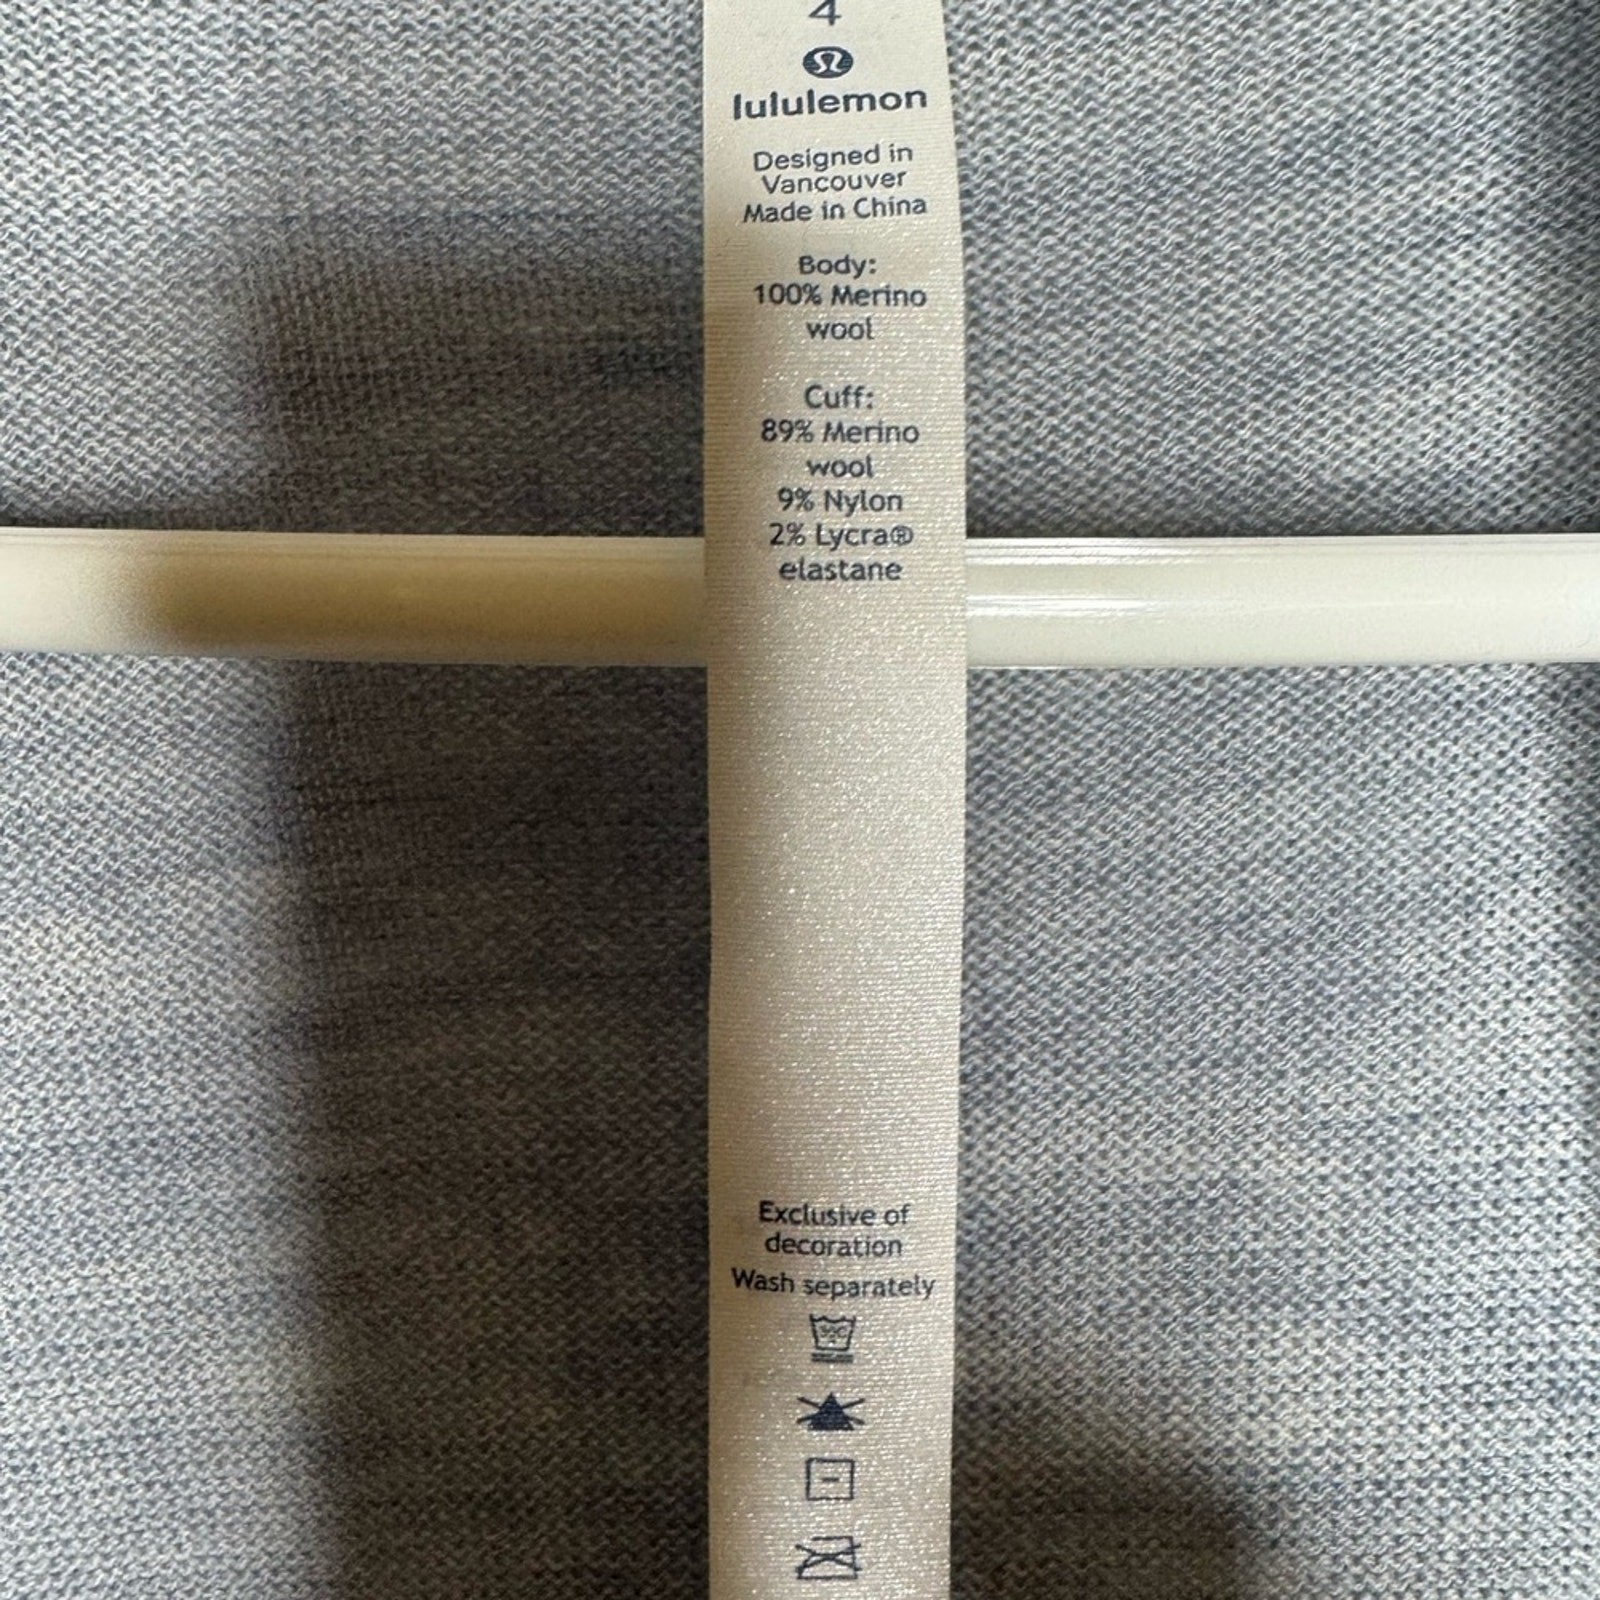 4
lululemon
Designed in
Vancouver
Made in China
Body:
100% Merino
wool
Cuff:
89% Merino
wool
9% Nylon
2% Lycra®
elastane
Exclusive of
decoration
Wash separately
30C